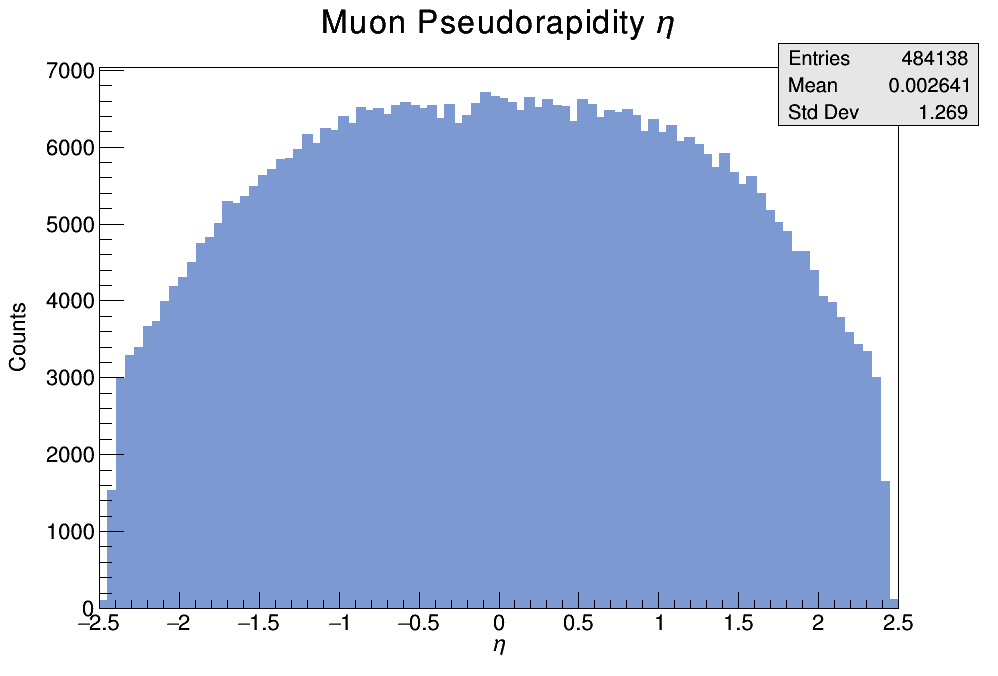 Muon Pseudorapidity η
Entries 484138
Mean 0.002641
Std Dev 1.269
7000
6000
5000
4000
3000
2000
1000
0
Counts
−2.5 −2 −1.5 −1 −0.5 0 0.5 1 1.5 2 2.5
η